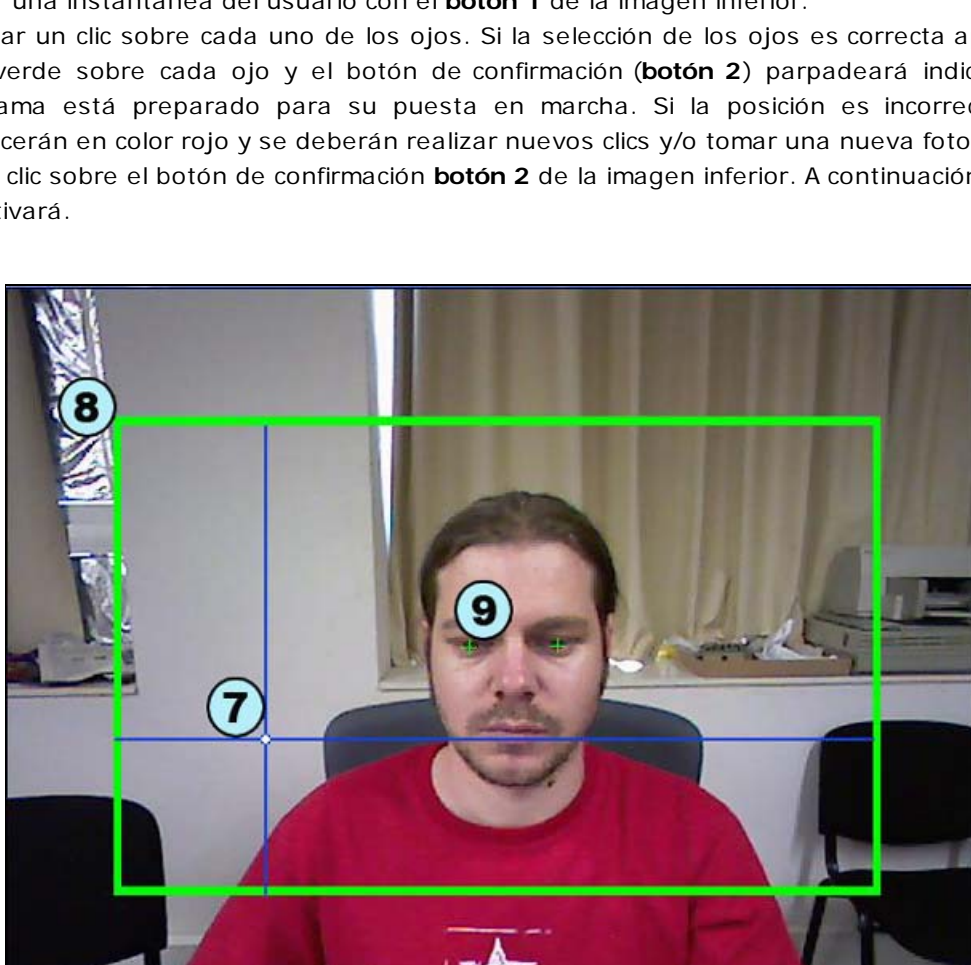 una instantánea del usuario con el botón 1 de la imagen inferior.
ar un clic sobre cada uno de los ojos. Si la selección de los ojos es correcta a
verde sobre cada ojo y el botón de confirmación (botón 2) parpadeará indic
ama está preparado para su puesta en marcha. Si la posición es incorrec
cerán en color rojo y se deberán realizar nuevos clics y/o tomar una nueva foto
clic sobre el botón de confirmación botón 2 de la imagen inferior. A continuación
tivará.
8
9
7